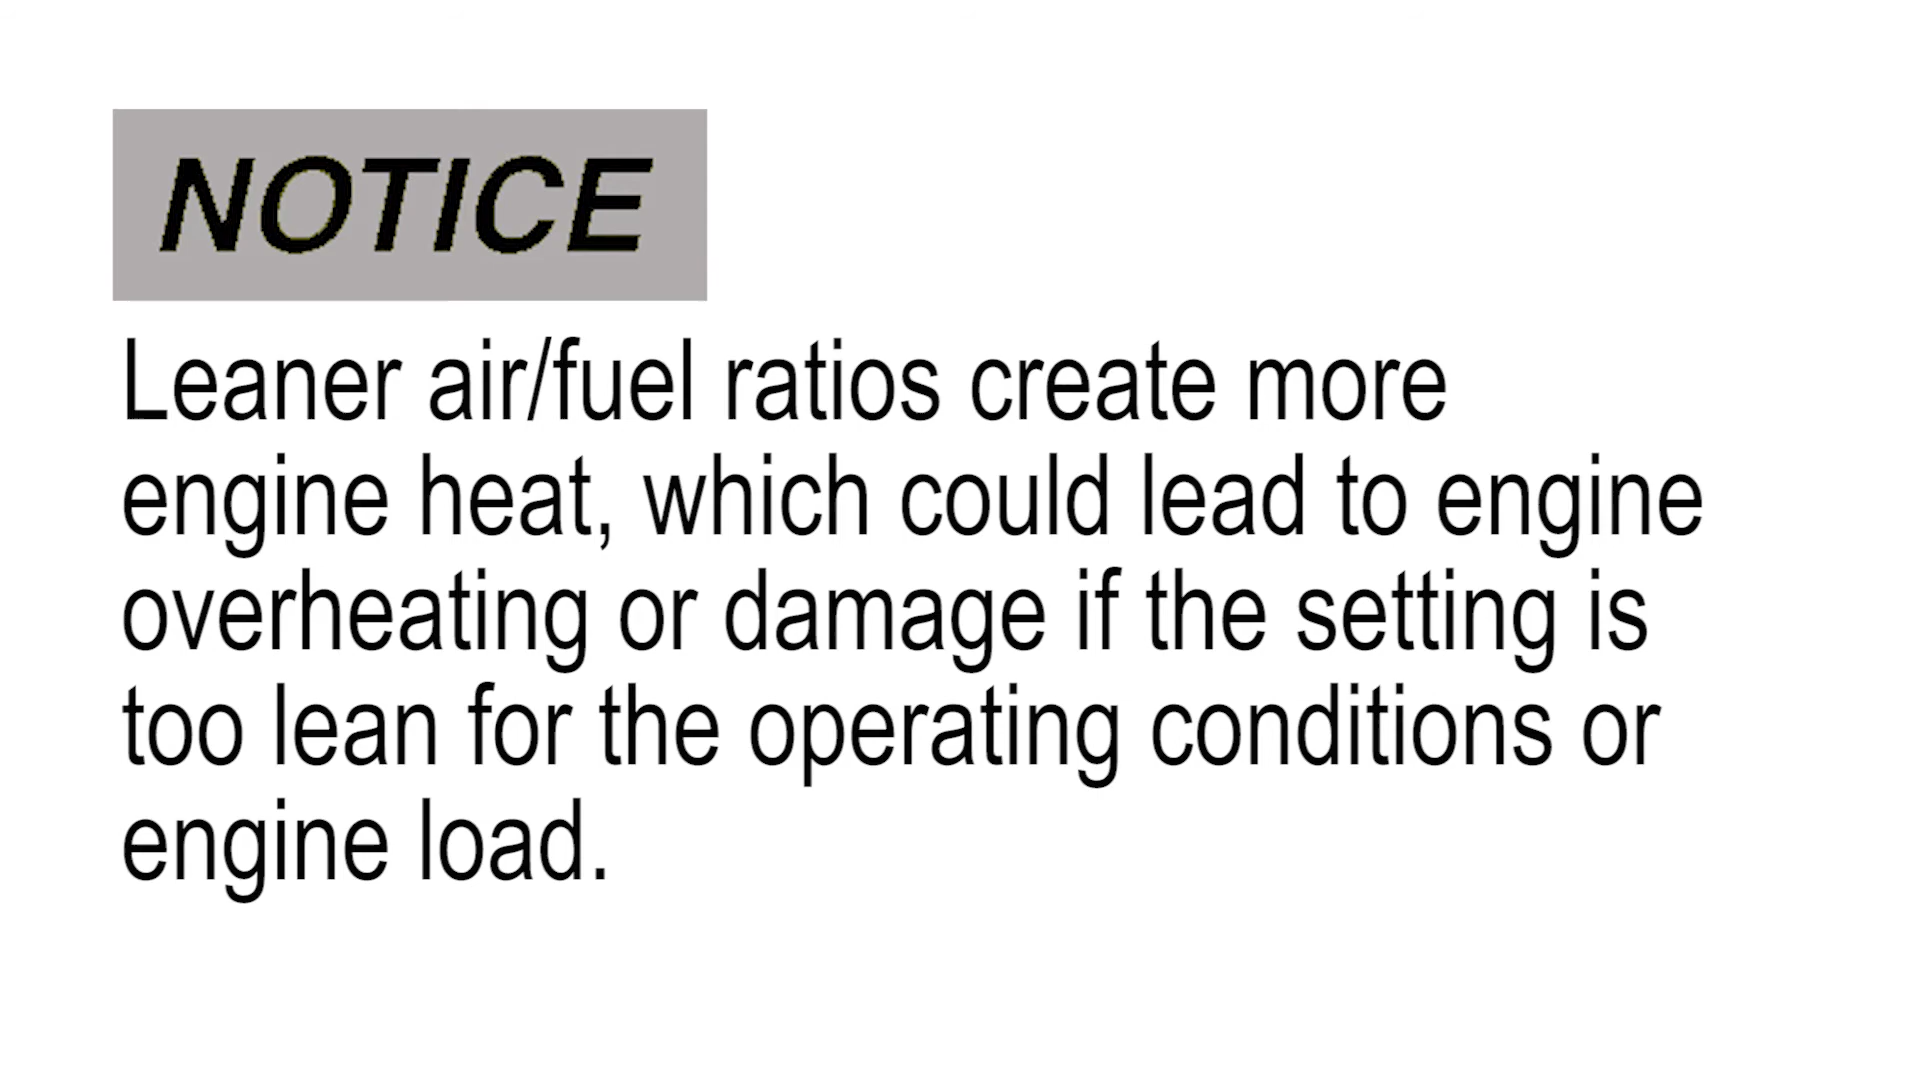 NOTICE
Leaner air/fuel ratios create more
engine heat, which could lead to engine
overheating or damage if the setting is
too lean for the operating conditions or
engine load.